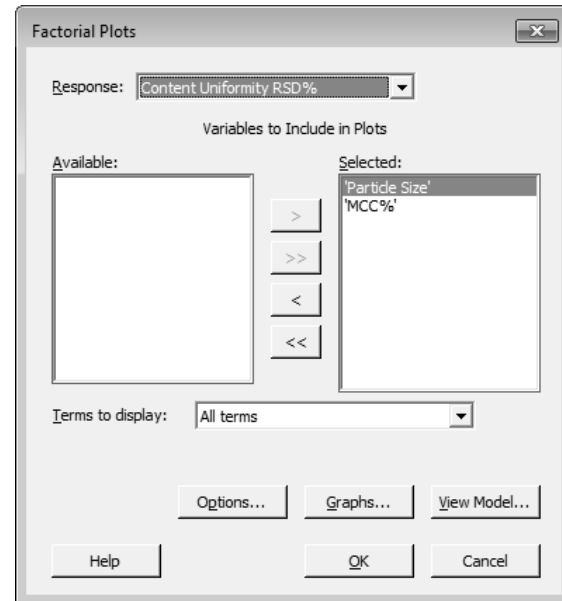 Factorial Plots
Response: Content Uniformity RSD%
Variables to Include in Plots
Available:
Selected:
'Particle Size'
'MCC%'
>
>>
<
<<
Terms to display: All terms
Options... Graphs... View Model...
Help OK Cancel